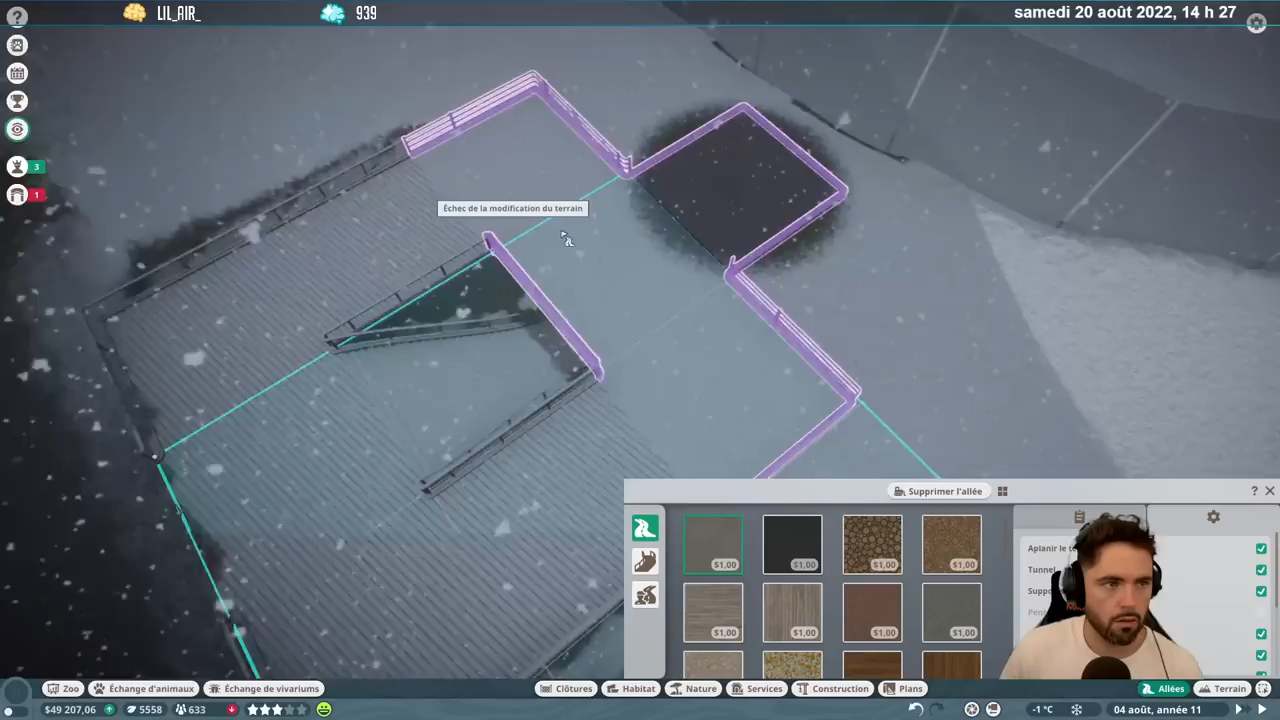 ?
LIL_AIR_
939
samedi 20 août 2022, 14 h 27
3
1
Échec de la modification du terrain
Supprimer l'allée
?
$1,00
$1,00
$1,00
$1,00
Aplanir le te
Tunnel
Suppo
$1,00
$1,00
$1,00
$1,00
Zoo
Échange d'animaux
Échange de vivariums
Clôtures
Habitat
Nature
Services
Construction
Plans
Allées
Terrain
$49 207,06
5558
633
-1 °C
04 août, année 11